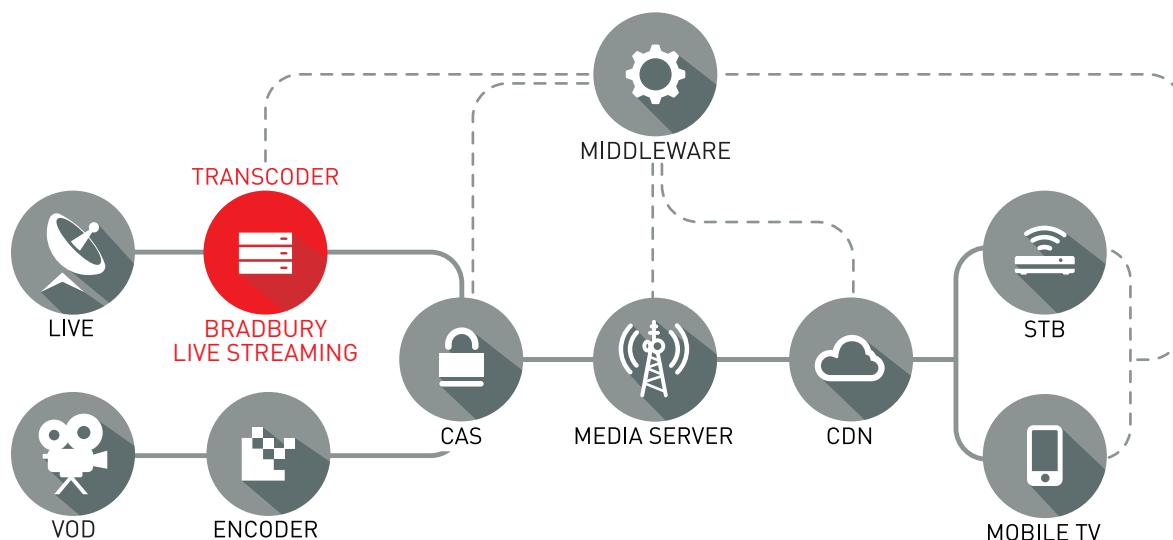 MIDDLEWARE
TRANSCODER
LIVE
BRADBURY
LIVE STREAMING
STB
CAS
MEDIA SERVER
CDN
VOD
ENCODER
MOBILE TV